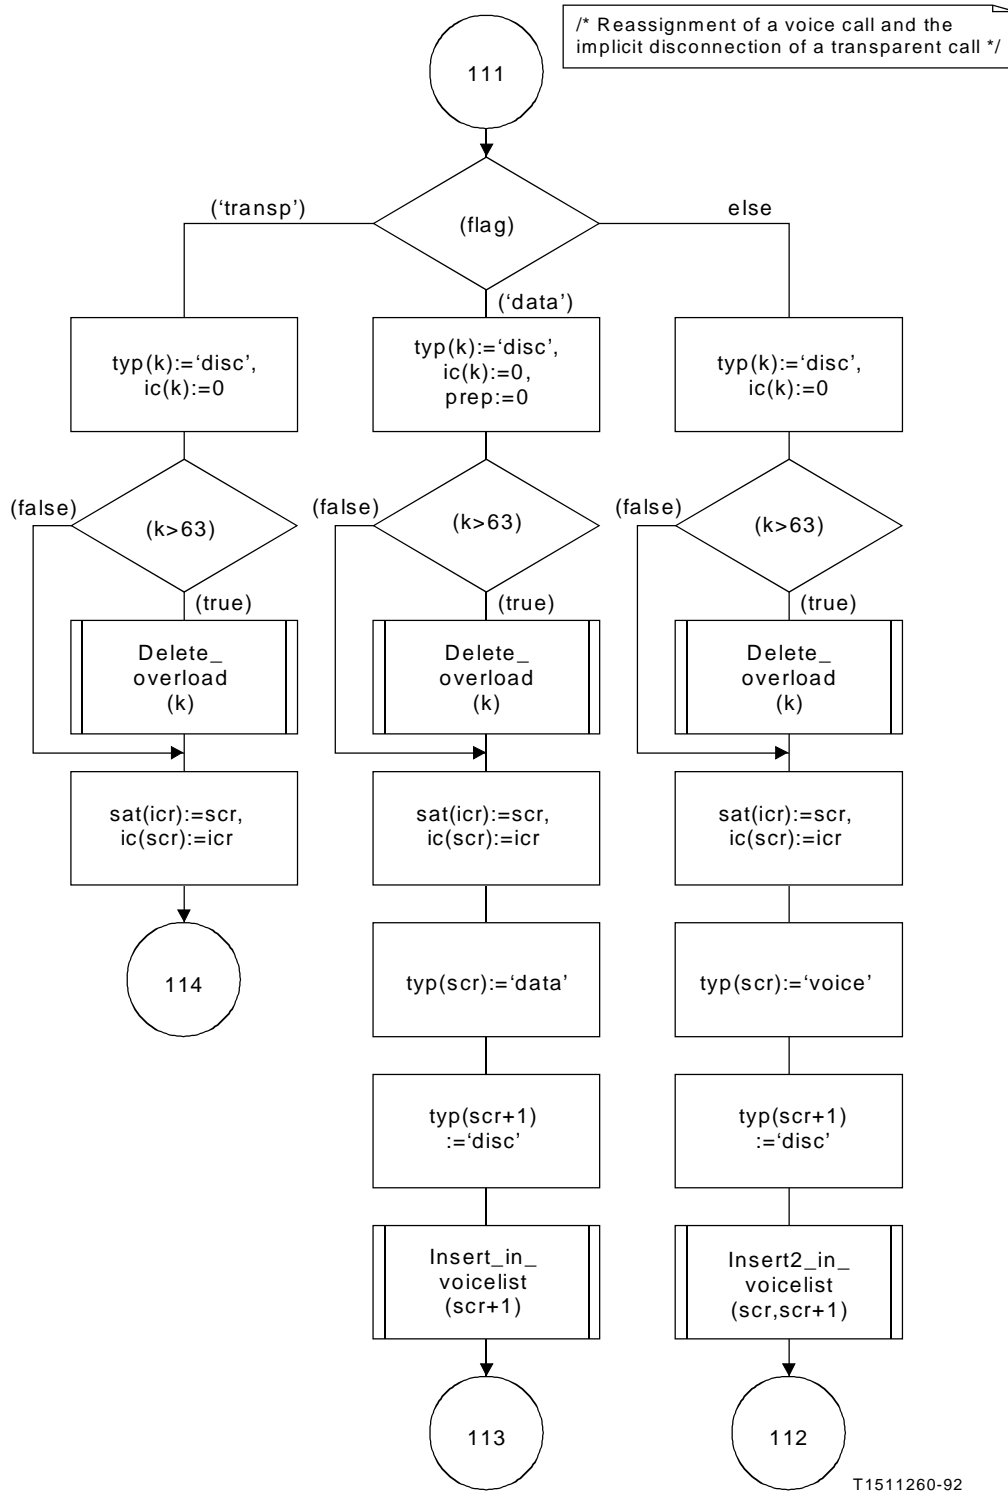 /* Reassignment of a voice call and the
implicit disconnection of a transparent call */
111
(flag)
(‘transp’)
else
(‘data’)
typ(k):=‘disc’,
ic(k):=0
typ(k):=‘disc’,
ic(k):=0,
prep:=0
typ(k):=‘disc’,
ic(k):=0
(false)
(k>63)
(false)
(k>63)
(false)
(k>63)
(true)
(true)
(true)
Delete_
overload
(k)
Delete_
overload
(k)
Delete_
overload
(k)
sat(icr):=scr,
ic(scr):=icr
sat(icr):=scr,
ic(scr):=icr
sat(icr):=scr,
ic(scr):=icr
114
typ(scr):=‘data’
typ(scr):=‘voice’
typ(scr+1)
:=‘disc’
typ(scr+1)
:=‘disc’
Insert_in_
voicelist
(scr+1)
Insert2_in_
voicelist
(scr,scr+1)
113
112
T1511260-92